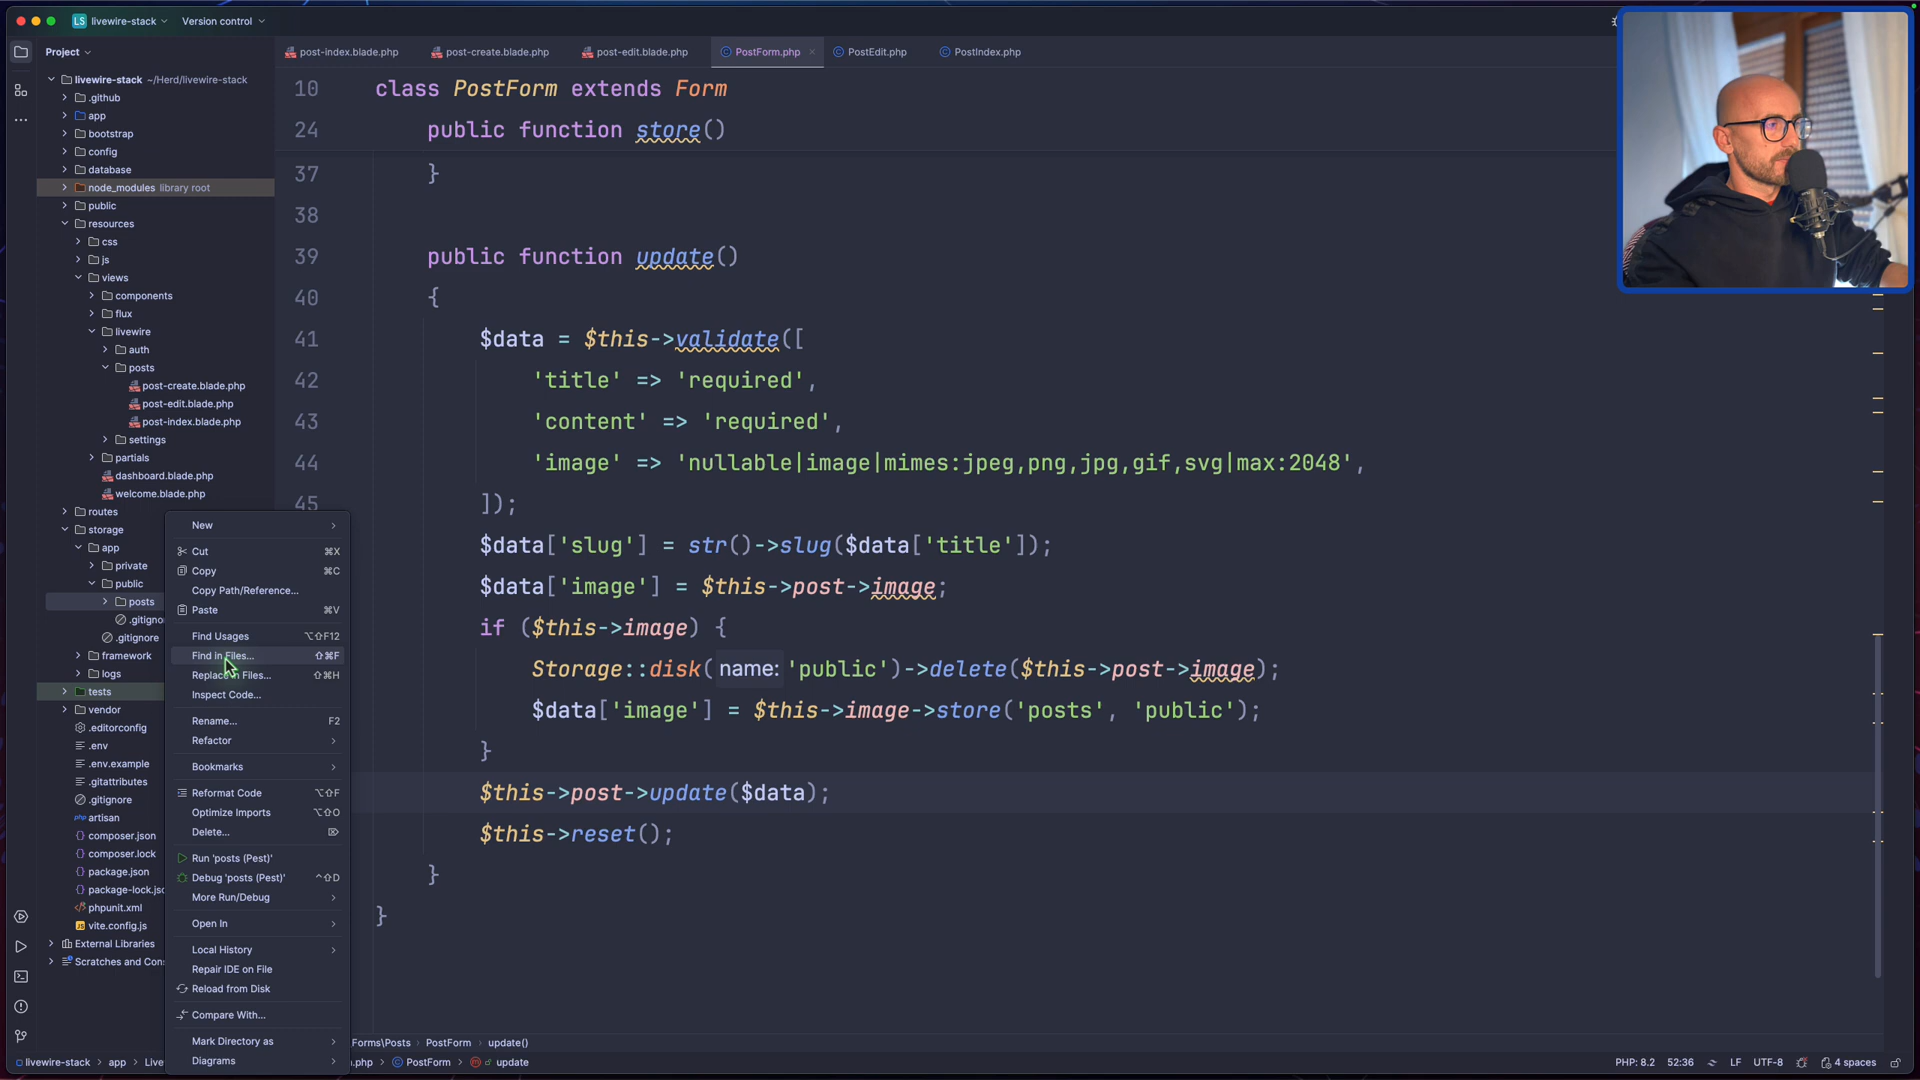 LS livewire-stack Version control
Project
livewire-stack ~/Herd/livewire-stack
.github
app
bootstrap
config
database
node_modules library root
public
resources
css
js
views
components
flux
livewire
auth
posts
post-create.blade.php
post-edit.blade.php
post-index.blade.php
settings
partials
dashboard.blade.php
welcome.blade.php
routes
storage
app
private
public
posts
.gitigno
.gitignore
framework
logs
tests
vendor
.editorconfig
.env
.env.example
.gitattributes
.gitignore
php artisan
composer.json
composer.lock
package.json
package-lock.jso
phpunit.xml
JS vite.config.js
External Libraries
Scratches and Con
New
Cut ⌘X
Copy ⌘C
Copy Path/Reference...
Paste ⌘V
Find Usages ⌥⇧F12
Find in Files... ⇧⌘F
Replace in Files... ⇧⌘H
Inspect Code...
Rename... F2
Refactor
Bookmarks
Reformat Code ⌥⇧F
Optimize Imports ⌥⇧O
Delete... ⌦
Run 'posts (Pest)'
Debug 'posts (Pest)' ^⇧D
More Run/Debug
Open In
Local History
Repair IDE on File
Reload from Disk
Compare With...
Mark Directory as
Diagrams
post-index.blade.php post-create.blade.php post-edit.blade.php PostForm.php PostEdit.php PostIndex.php
10 class PostForm extends Form
24 public function store()
37 }
38
39 public function update()
40 {
41 $data = $this->validate([
42 'title' => 'required',
43 'content' => 'required',
44 'image' => 'nullable|image|mimes:jpeg,png,jpg,gif,svg|max:2048',
45 ]);
$data['slug'] = str()->slug($data['title']);
$data['image'] = $this->post->image;
if ($this->image) {
Storage::disk( name: 'public')->delete($this->post->image);
$data['image'] = $this->image->store('posts', 'public');
}
$this->post->update($data);
$this->reset();
}
}
Forms\Posts PostForm update()
livewire-stack app Live .php PostForm update
PHP: 8.2 52:36 LF UTF-8 4 spaces